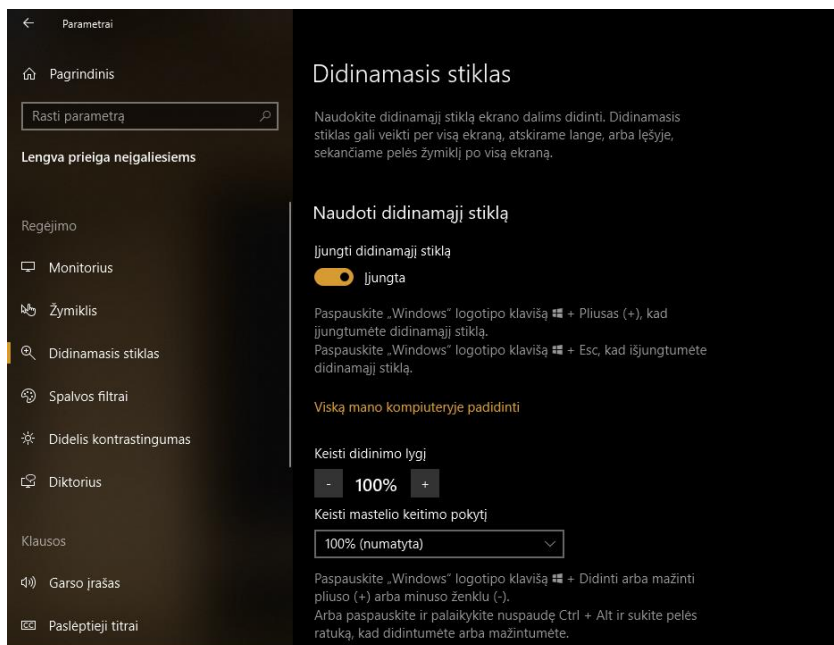 Parametrai
Pagrindinis
Rasti parametrą
Lengva prieiga neįgaliesiems
Regėjimo
Monitorius
Žymiklis
Didinamasis stiklas
Spalvos filtrai
Didelis kontrastingumas
Diktorius
Klausos
Garso įrašas
Paslėptieji titrai
Didinamasis stiklas
Naudokite didinamąjį stiklą ekrano dalims didinti. Didinamasis
stiklas gali veikti per visą ekraną, atskirame lange, arba lęšyje,
sekančiame pelės žymiklį po visą ekraną.
Naudoti didinamąjį stiklą
Įjungti didinamąjį stiklą
Įjungta
Paspauskite „Windows“ logotipo klavišą + Pliusas (+), kad
įjungtumėte didinamąjį stiklą.
Paspauskite „Windows“ logotipo klavišą + Esc, kad išjungtumėte
didinamąjį stiklą.
Viską mano kompiuteryje padidinti
Keisti didinimo lygį
- 100% +
Keisti mastelio keitimo pokytį
100% (numatyta)
Paspauskite „Windows“ logotipo klavišą + Didinti arba mažinti
pliuso (+) arba minuso ženklu (-).
Arba paspauskite ir palaikykite nuspaudę Ctrl + Alt ir sukite pelės
ratuką, kad didintumėte arba mažintumėte.